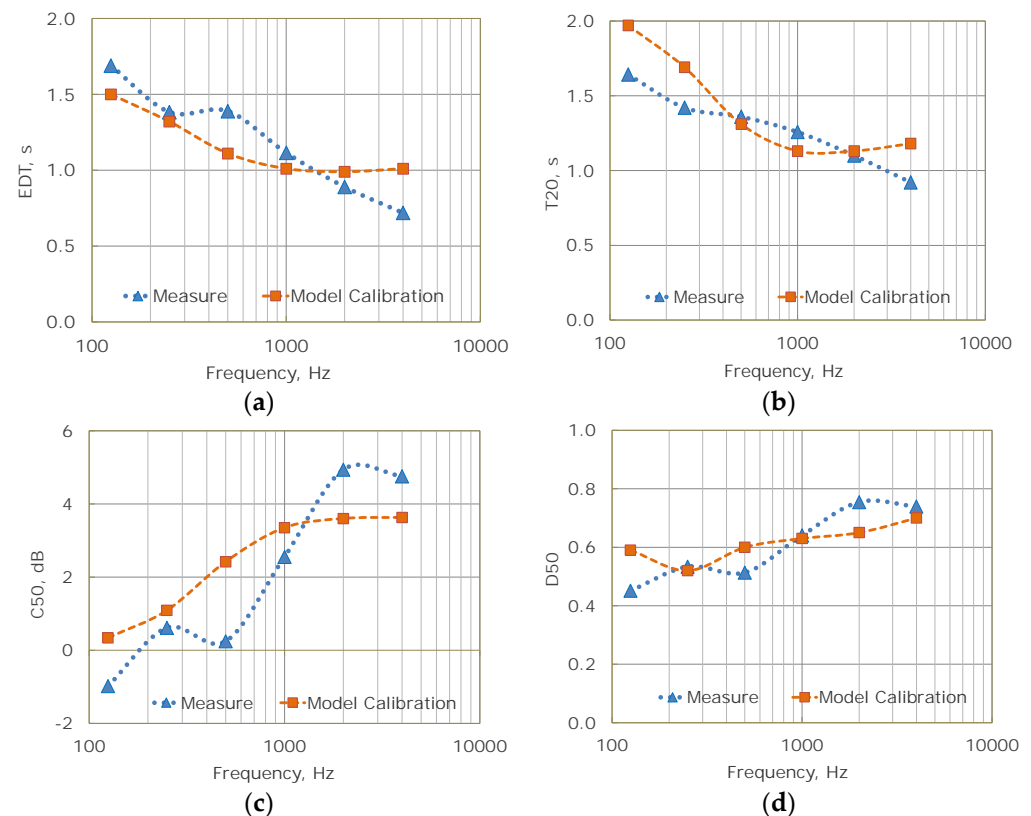 2.0
1.5
1.0
0.5
0.0
EDT, s
Measure
Model Calibration
100
1000
10000
Frequency, Hz
(a)
2.0
1.5
1.0
0.5
0.0
T20, s
Measure
Model Calibration
100
1000
10000
Frequency, Hz
(b)
6
4
2
0
-2
C50, dB
Measure
Model Calibration
100
1000
10000
Frequency, Hz
(c)
1.0
0.8
0.6
0.4
0.2
0.0
D50
Measure
Model Calibration
100
1000
10000
Frequency, Hz
(d)